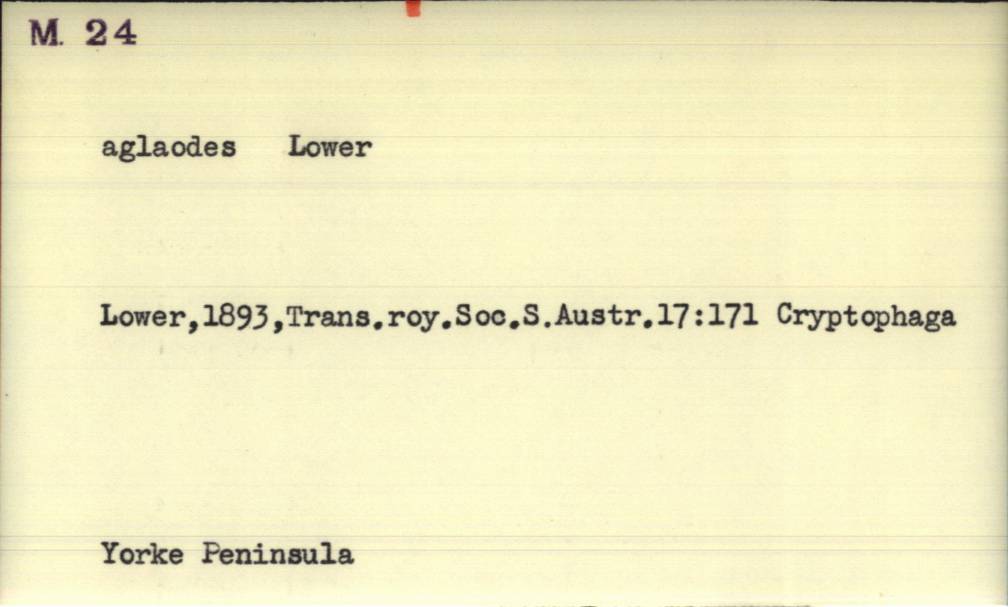 M. 24
aglaodes Lower
Lower,1893,Trans.roy.Soc.S.Austr.17:171 Cryptophaga
Yorke Peninsula